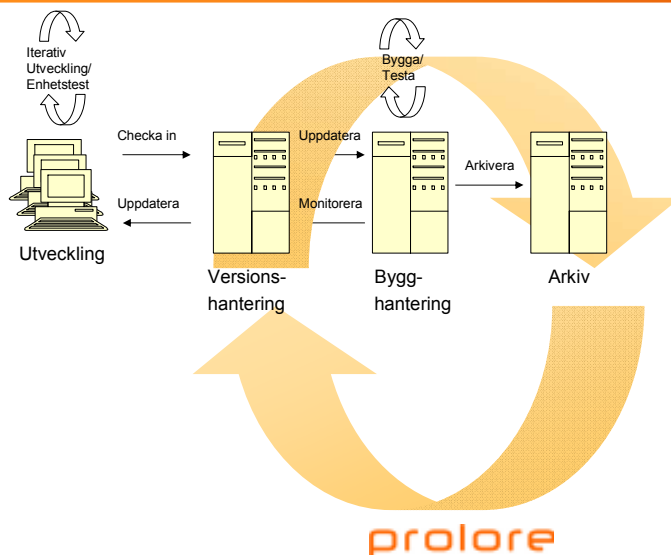 Iterativ
Utveckling/
Enhetstest
Bygga/
Testa
Checka in
Uppdatera
Arkivera
Uppdatera
Monitorera
Utveckling
Versions-
hantering
Bygg-
hantering
Arkiv
prolore